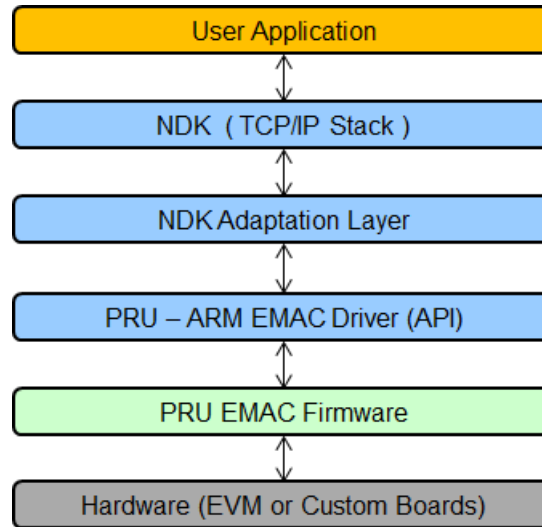 User Application
NDK ( TCP/IP Stack )
NDK Adaptation Layer
PRU – ARM EMAC Driver (API)
PRU EMAC Firmware
Hardware (EVM or Custom Boards)